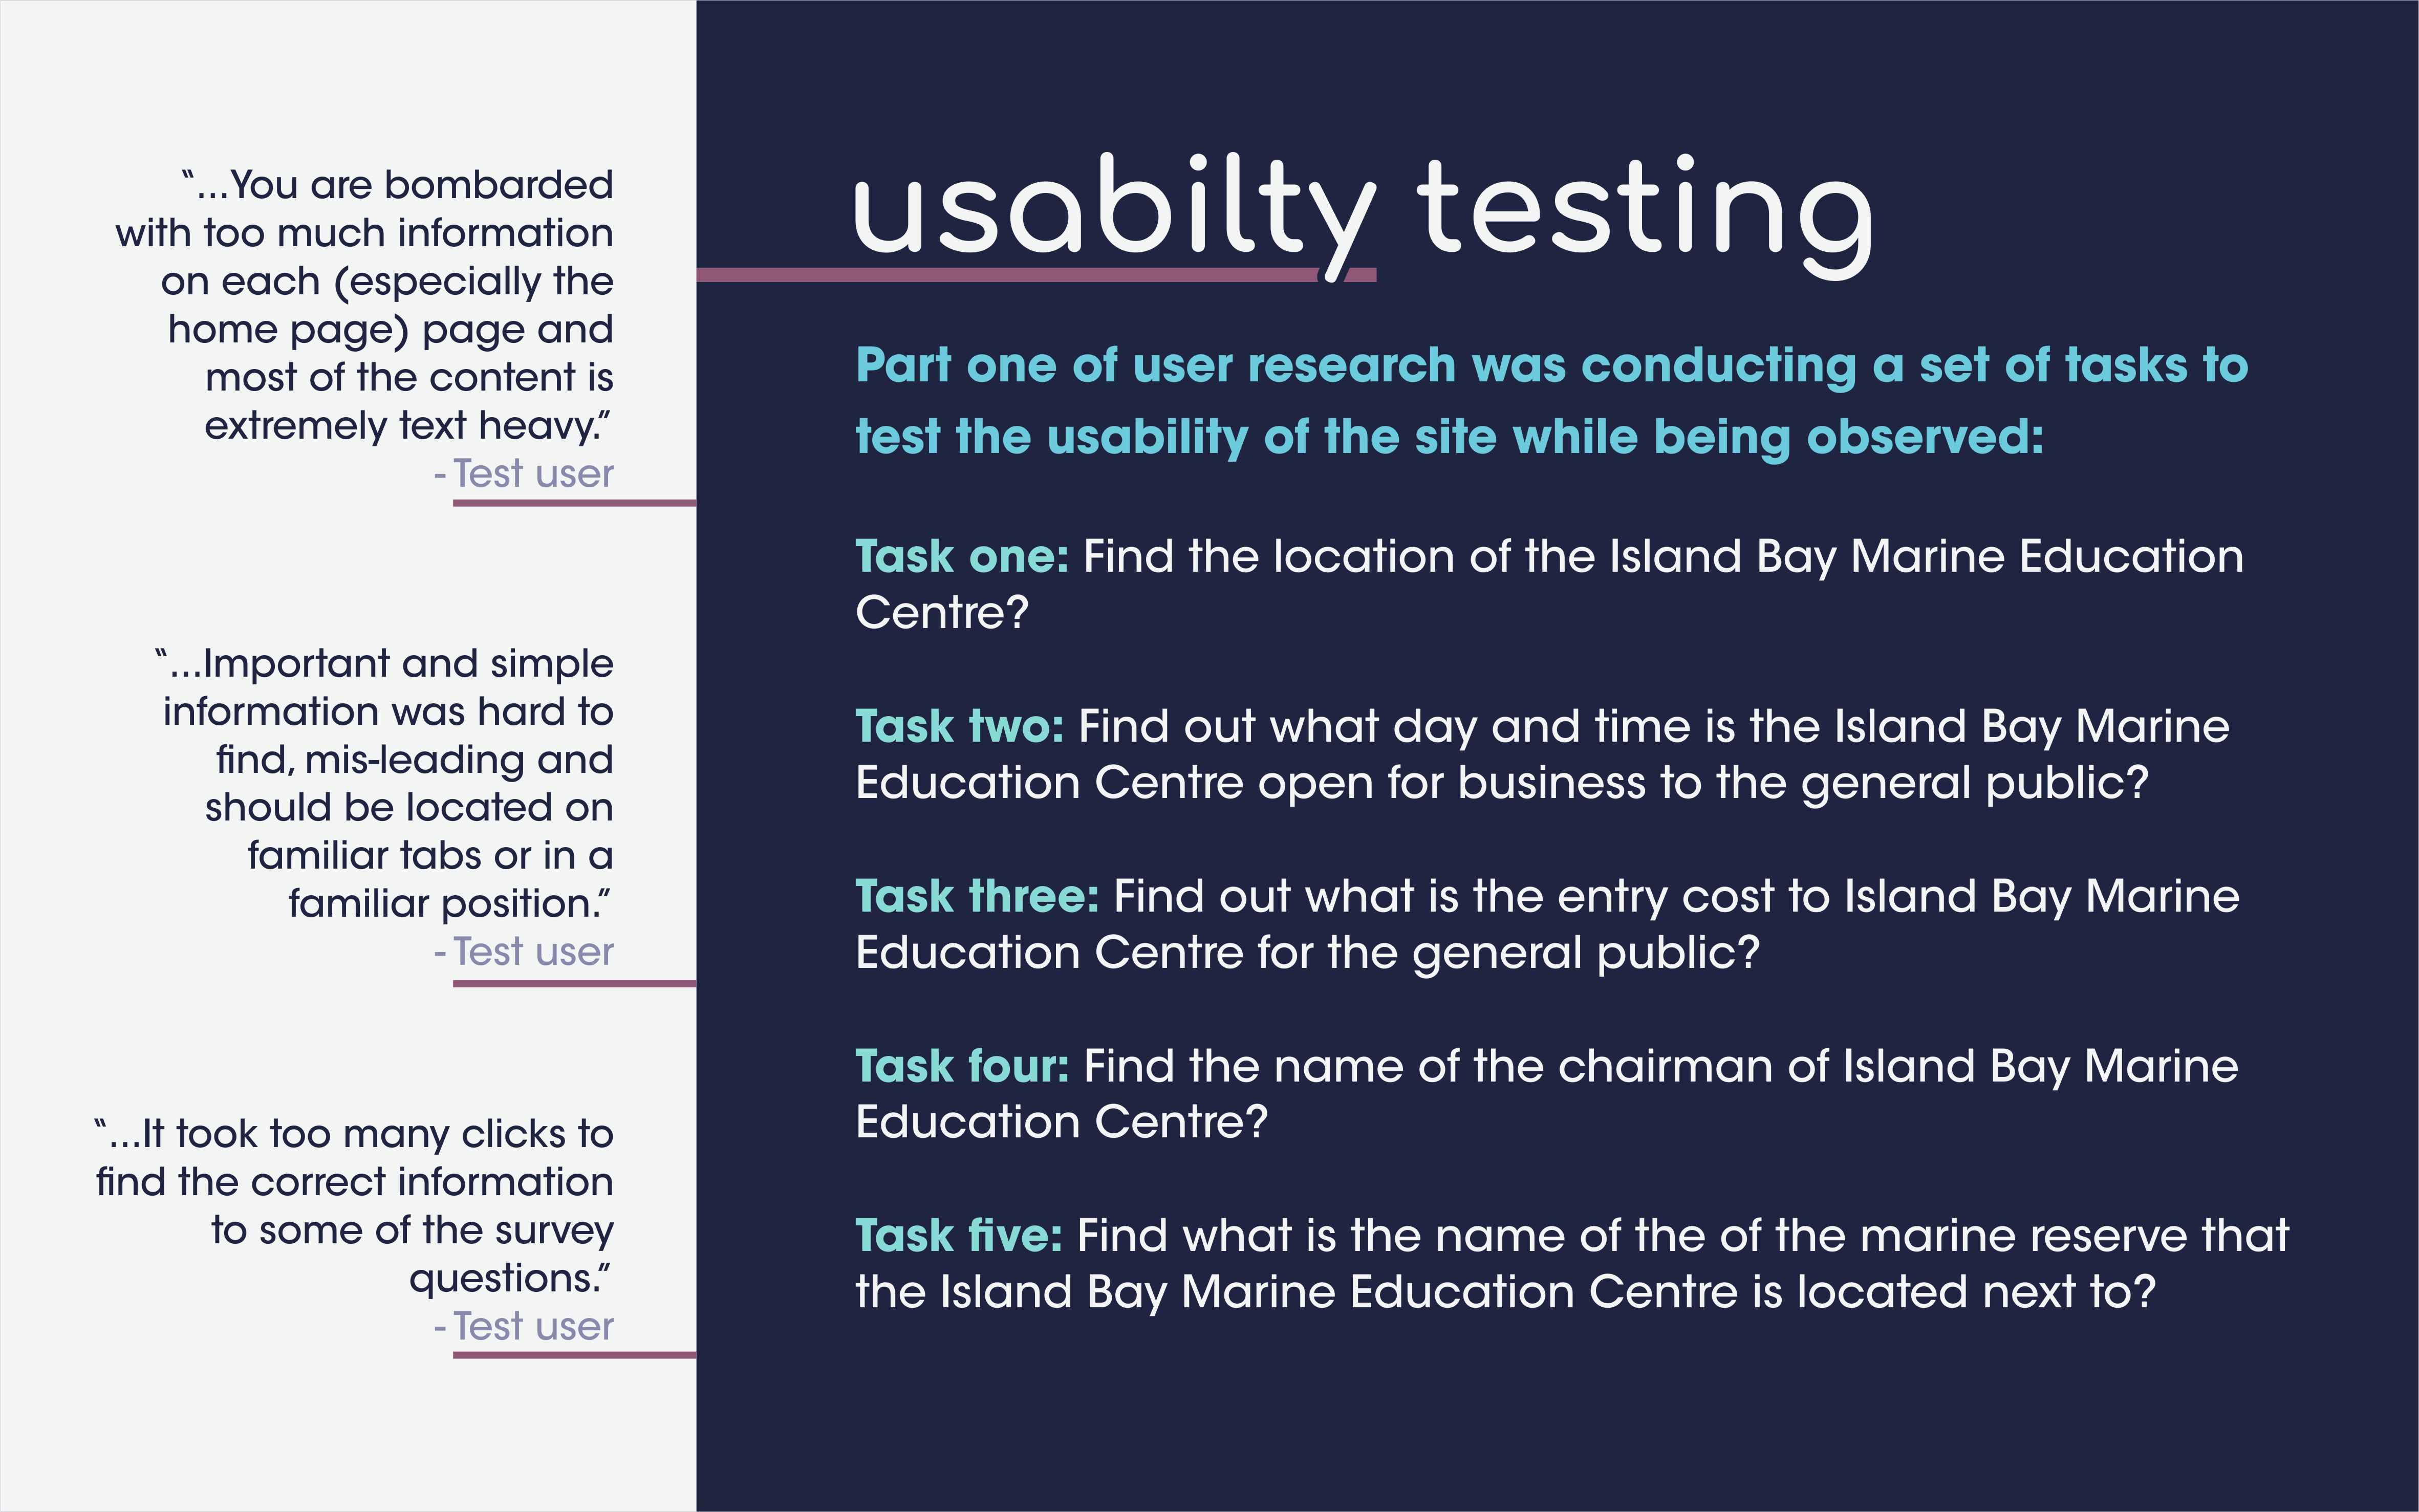 “...You are bombarded
with too much information
on each (especially the
home page) page and
most of the content is
extremely text heavy.”
- Test user
“...Important and simple
information was hard to
find, mis-leading and
should be located on
familiar tabs or in a
familiar position.”
- Test user
“...It took too many clicks to
find the correct information
to some of the survey
questions.”
- Test user
usabilty testing
Part one of user research was conducting a set of tasks to
test the usability of the site while being observed:
Task one: Find the location of the Island Bay Marine Education
Centre?
Task two: Find out what day and time is the Island Bay Marine
Education Centre open for business to the general public?
Task three: Find out what is the entry cost to Island Bay Marine
Education Centre for the general public?
Task four: Find the name of the chairman of Island Bay Marine
Education Centre?
Task five: Find what is the name of the of the marine reserve that
the Island Bay Marine Education Centre is located next to?